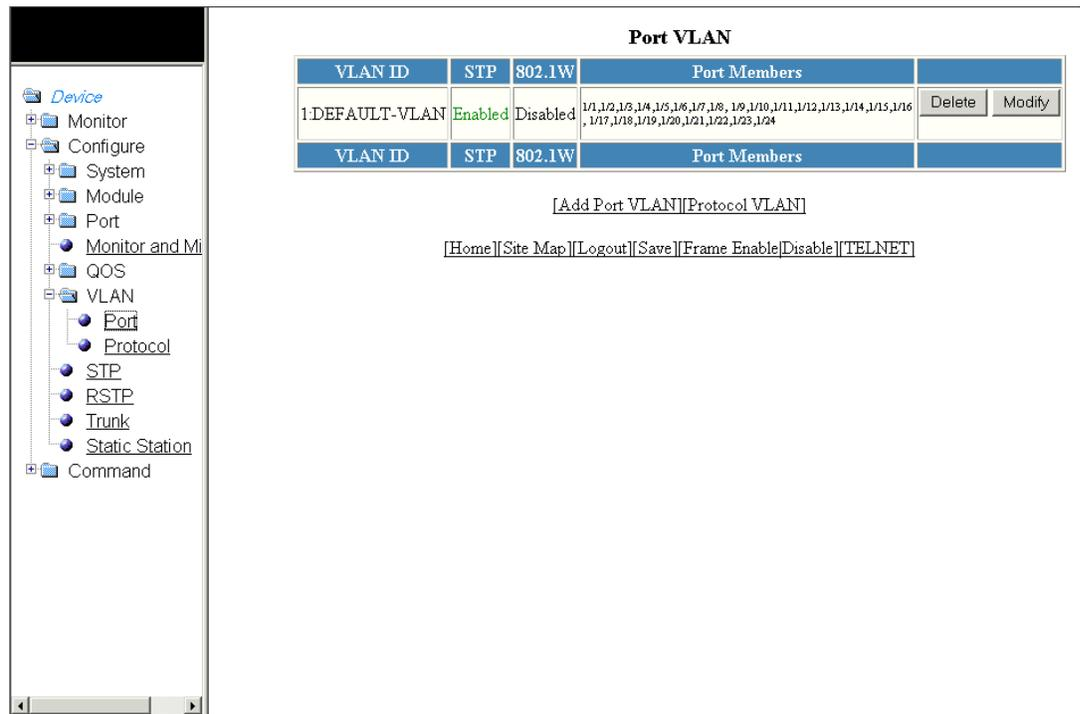 Device
Monitor
Configure
System
Module
Port
Monitor and Mi
QOS
VLAN
Port
Protocol
STP
RSTP
Trunk
Static Station
Command
Port VLAN
VLAN ID STP 802.1W Port Members
1:DEFAULT-VLAN Enabled Disabled 1/1,1/2,1/3,1/4,1/5,1/6,1/7,1/8, 1/9,1/10,1/11,1/12,1/13,1/14,1/15,1/16
, 1/17,1/18,1/19,1/20,1/21,1/22,1/23,1/24
Delete Modify
VLAN ID STP 802.1W Port Members
[Add Port VLAN][Protocol VLAN]
[Home][Site Map][Logout][Save][Frame Enable|Disable][TELNET]